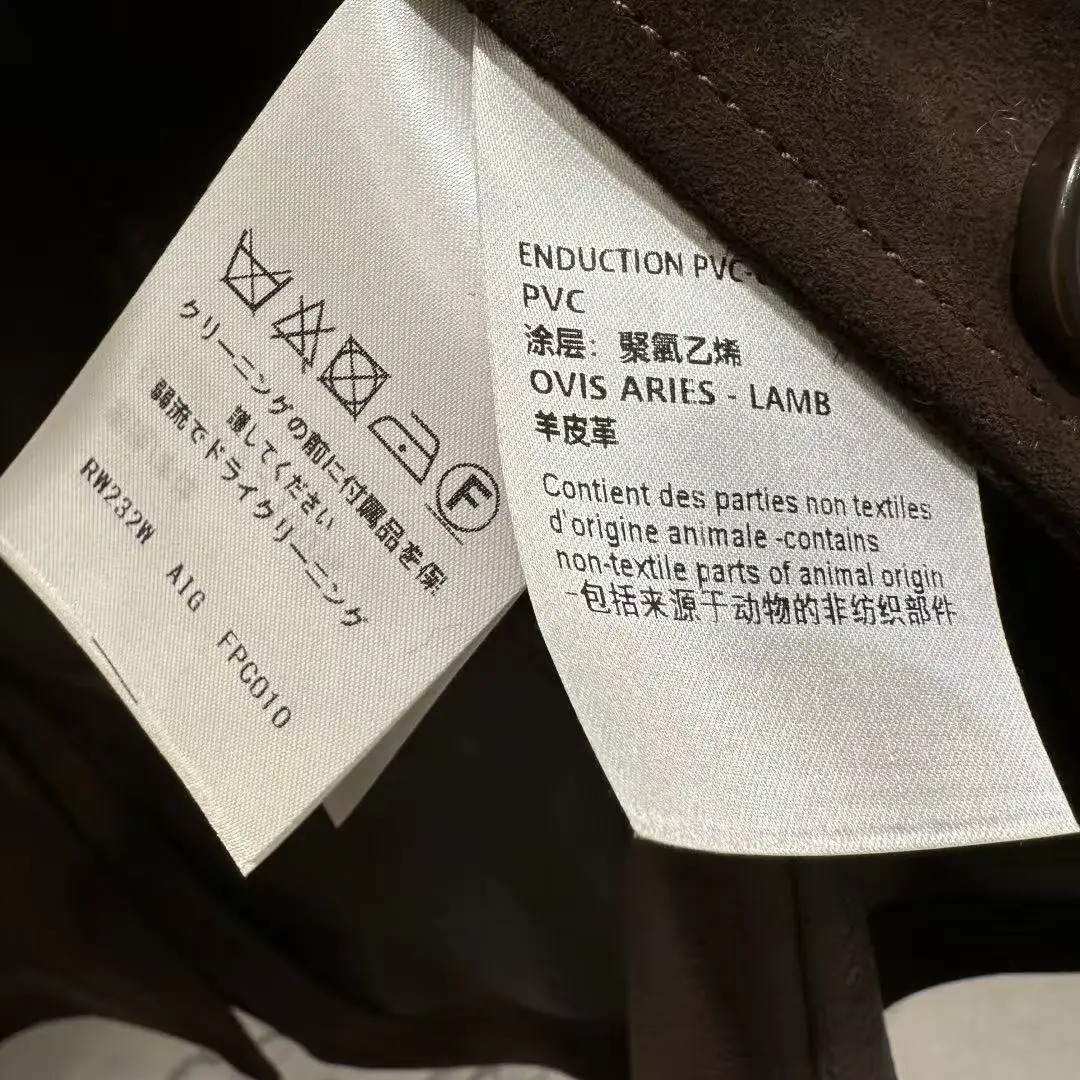 クリーニングの前に付属品を保
護してください
弱流でドライクリーニング
RW232W AIG FPC010
F
ENDUCTION PVC-
PVC
涂层：聚氯乙烯
OVIS ARIES - LAMB
羊皮革
Contient des parties non textiles
d'origine animale -contains
non-textile parts of animal origin
-包括来源于动物的非纺织部件